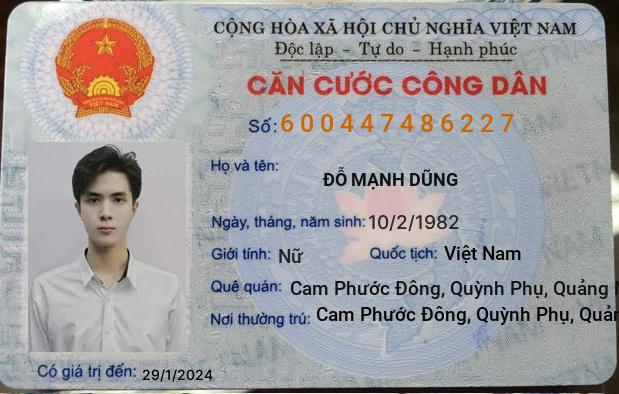 CỘNG HÒA XÃ HỘI CHỦ NGHĨA VIỆT NAM
Độc lập - Tự do - Hạnh phúc
CĂN CƯỚC CÔNG DÂN
Số: 600447486227
Họ và tên:
ĐỖ MẠNH DŨNG
Ngày, tháng, năm sinh: 10/2/1982
Giới tính: Nữ Quốc tịch: Việt Nam
Quê quán: Cam Phước Đông, Quỳnh Phụ, Quảng
Nơi thường trú: Cam Phước Đông, Quỳnh Phụ,
Có giá trị đến: 29/1/2024
VIỆT NAM